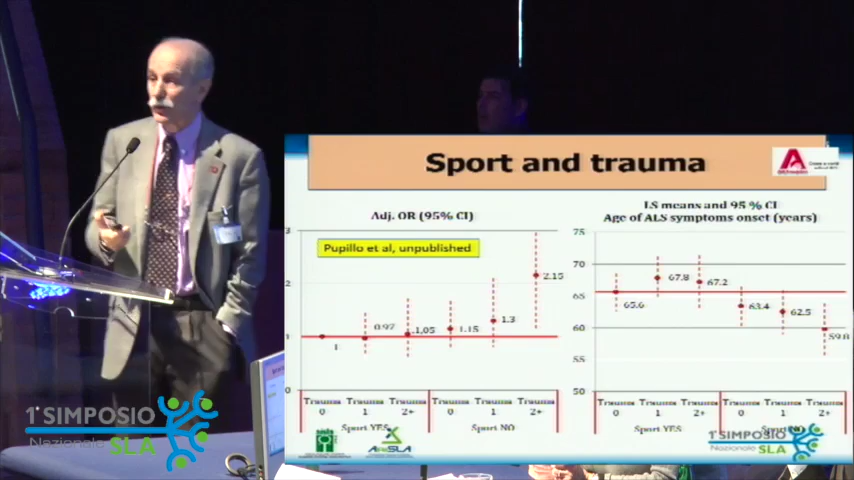 Sport and trauma
Adj. OR (95% CI)
Pupillo et al, unpublished
3
2
1
0
1
0.97
1,05
1.15
1.3
2.15
Trauma Trauma Trauma Trauma Trauma Trauma
0 1 2+ 0 1 2+
Sport YES Sport NO
LS means and 95 % CI
Age of ALS symptoms onset (years)
75
70
65
60
55
50
65.6
67.8
67.2
63.4
62.5
59.8
Trauma Trauma Trauma Trauma Trauma Trauma
0 1 2+ 0 1 2+
Sport YES
1° SIMPOSIO
Nazionale SLA
1° SIMPOSIO
Nazionale SLA